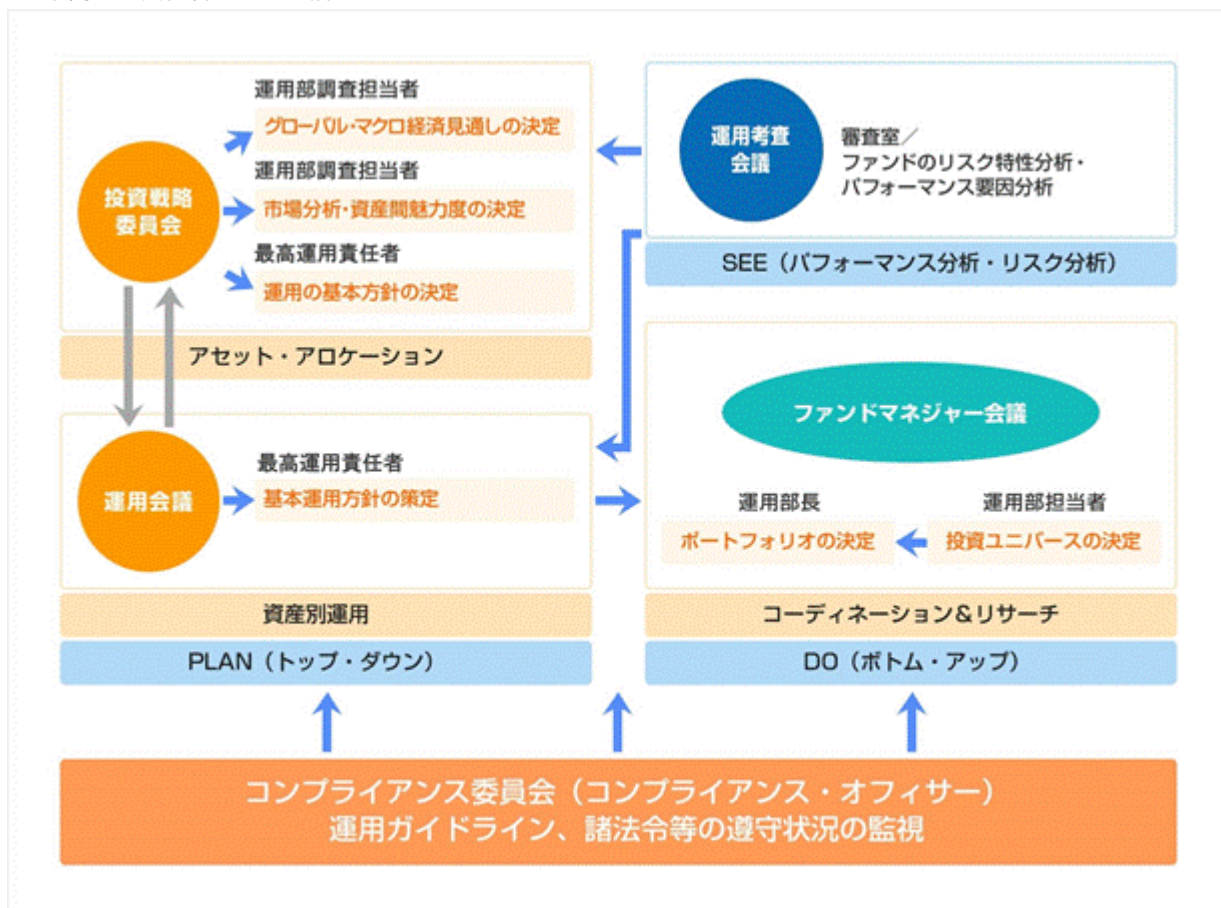 運用部調査担当者
グローバル・マクロ経済見通しの決定
運用部調査担当者
市場分析・資産間魅力度の決定
最高運用責任者
運用の基本方針の決定
投資戦略
委員会
アセット・アロケーション
運用会議
最高運用責任者
基本運用方針の策定
資産別運用
PLAN（トップ・ダウン）
運用考査
会議
審査室／
ファンドのリスク特性分析・
パフォーマンス要因分析
SEE（パフォーマンス分析・リスク分析）
ファンドマネジャー会議
運用部長
ポートフォリオの決定
運用部担当者
投資ユニバースの決定
コーディネーション＆リサーチ
DO（ボトム・アップ）
コンプライアンス委員会（コンプライアンス・オフィサー）
運用ガイドライン、諸法令等の遵守状況の監視